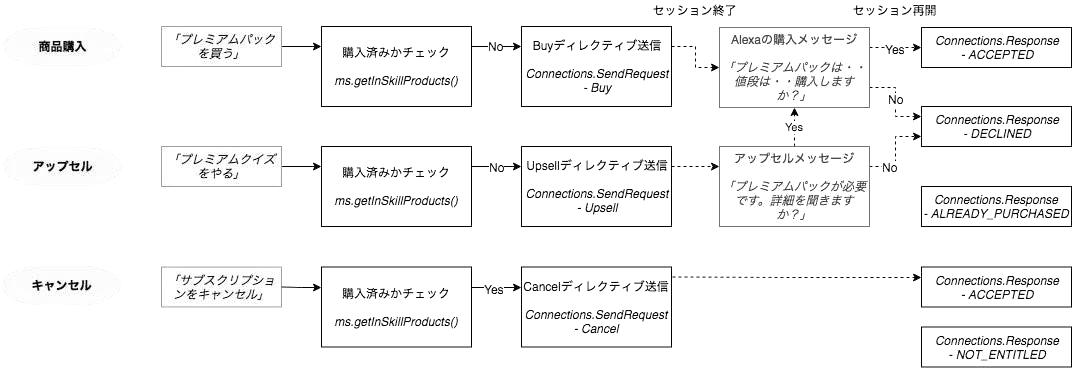 セッション終了
セッション再開
商品購入
「プレミアムパック
を買う」
購入済みかチェック
ms.getInSkillProducts()
No
Buyディレクティブ送信
Connections.SendRequest
- Buy
Alexaの購入メッセージ
「プレミアムパックは・・
値段は・・購入します
か？」
Yes
Connections.Response
- ACCEPTED
No
Connections.Response
- DECLINED
Yes
アップセル
「プレミアムクイズ
をやる」
購入済みかチェック
ms.getInSkillProducts()
No
Upsellディレクティブ送信
Connections.SendRequest
- Upsell
アップセルメッセージ
「プレミアムパックが必要
です。詳細を聞きます
か？」
No
Connections.Response
- ALREADY_PURCHASED
キャンセル
「サブスクリプション
をキャンセル」
購入済みかチェック
ms.getInSkillProducts()
Yes
Cancelディレクティブ送信
Connections.SendRequest
- Cancel
Connections.Response
- ACCEPTED
Connections.Response
- NOT_ENTITLED